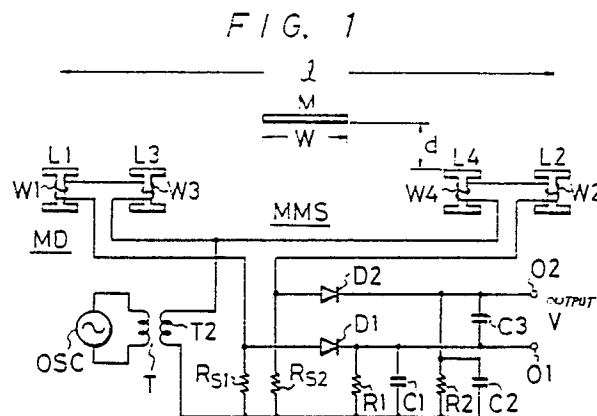 FIG. 1
l
M
W
d
L1 L3 L4 L2
W1 W3 W4 W2
MMS
MD
D2 O2
OUTPUT
V
C3
D1
O1
OSC T T2 RS1 RS2 R1 C1 R2 C2